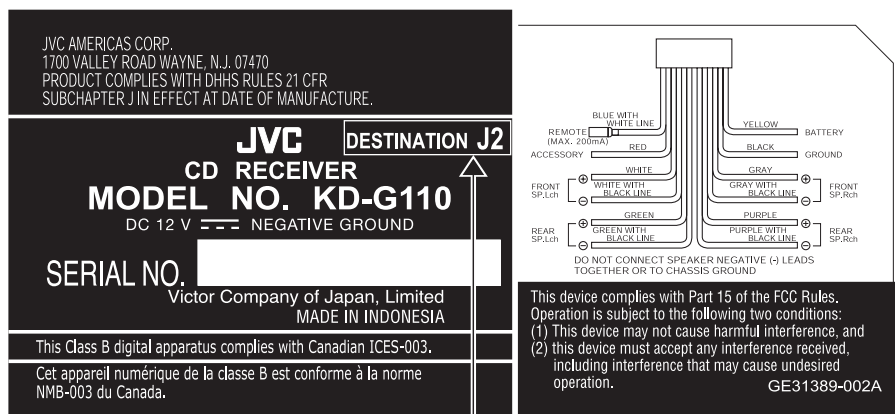 JVC AMERICAS CORP.
1700 VALLEY ROAD WAYNE, N.J. 07470
PRODUCT COMPLIES WITH DHHS RULES 21 CFR
SUBCHAPTER J IN EFFECT AT DATE OF MANUFACTURE.
JVC
DESTINATION J2
CD RECEIVER
MODEL NO. KD-G110
DC 12 V NEGATIVE GROUND
SERIAL NO.
Victor Company of Japan, Limited
MADE IN INDONESIA
This Class B digital apparatus complies with Canadian ICES-003.
Cet appareil numérique de la classe B est conforme à la norme
NMB-003 du Canada.
BLUE WITH
WHITE LINE
REMOTE
(MAX. 200mA)
YELLOW
BATTERY
ACCESSORY
RED
BLACK
GROUND
FRONT
SP.Lch
⊕
WHITE
WHITE WITH
BLACK LINE
⊖
GRAY
⊕
GRAY WITH
BLACK LINE
⊖
FRONT
SP.Rch
REAR
SP.Lch
⊕
GREEN
GREEN WITH
BLACK LINE
⊖
PURPLE
⊕
PURPLE WITH
BLACK LINE
⊖
REAR
SP.Rch
DO NOT CONNECT SPEAKER NEGATIVE (-) LEADS
TOGETHER OR TO CHASSIS GROUND
This device complies with Part 15 of the FCC Rules.
Operation is subject to the following two conditions:
(1) This device may not cause harmful interference, and
(2) this device must accept any interference received,
including interference that may cause undesired
operation.
GE31389-002A